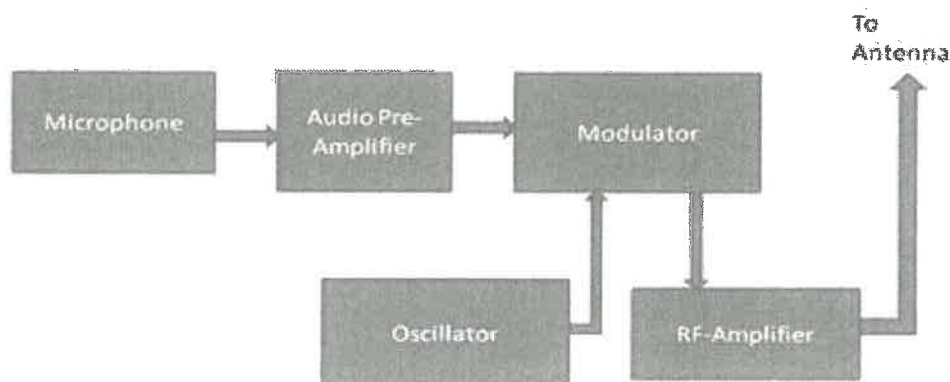 To
Antenna
Microphone
Audio Pre-
Amplifier
Modulator
Oscillator
RF-Amplifier